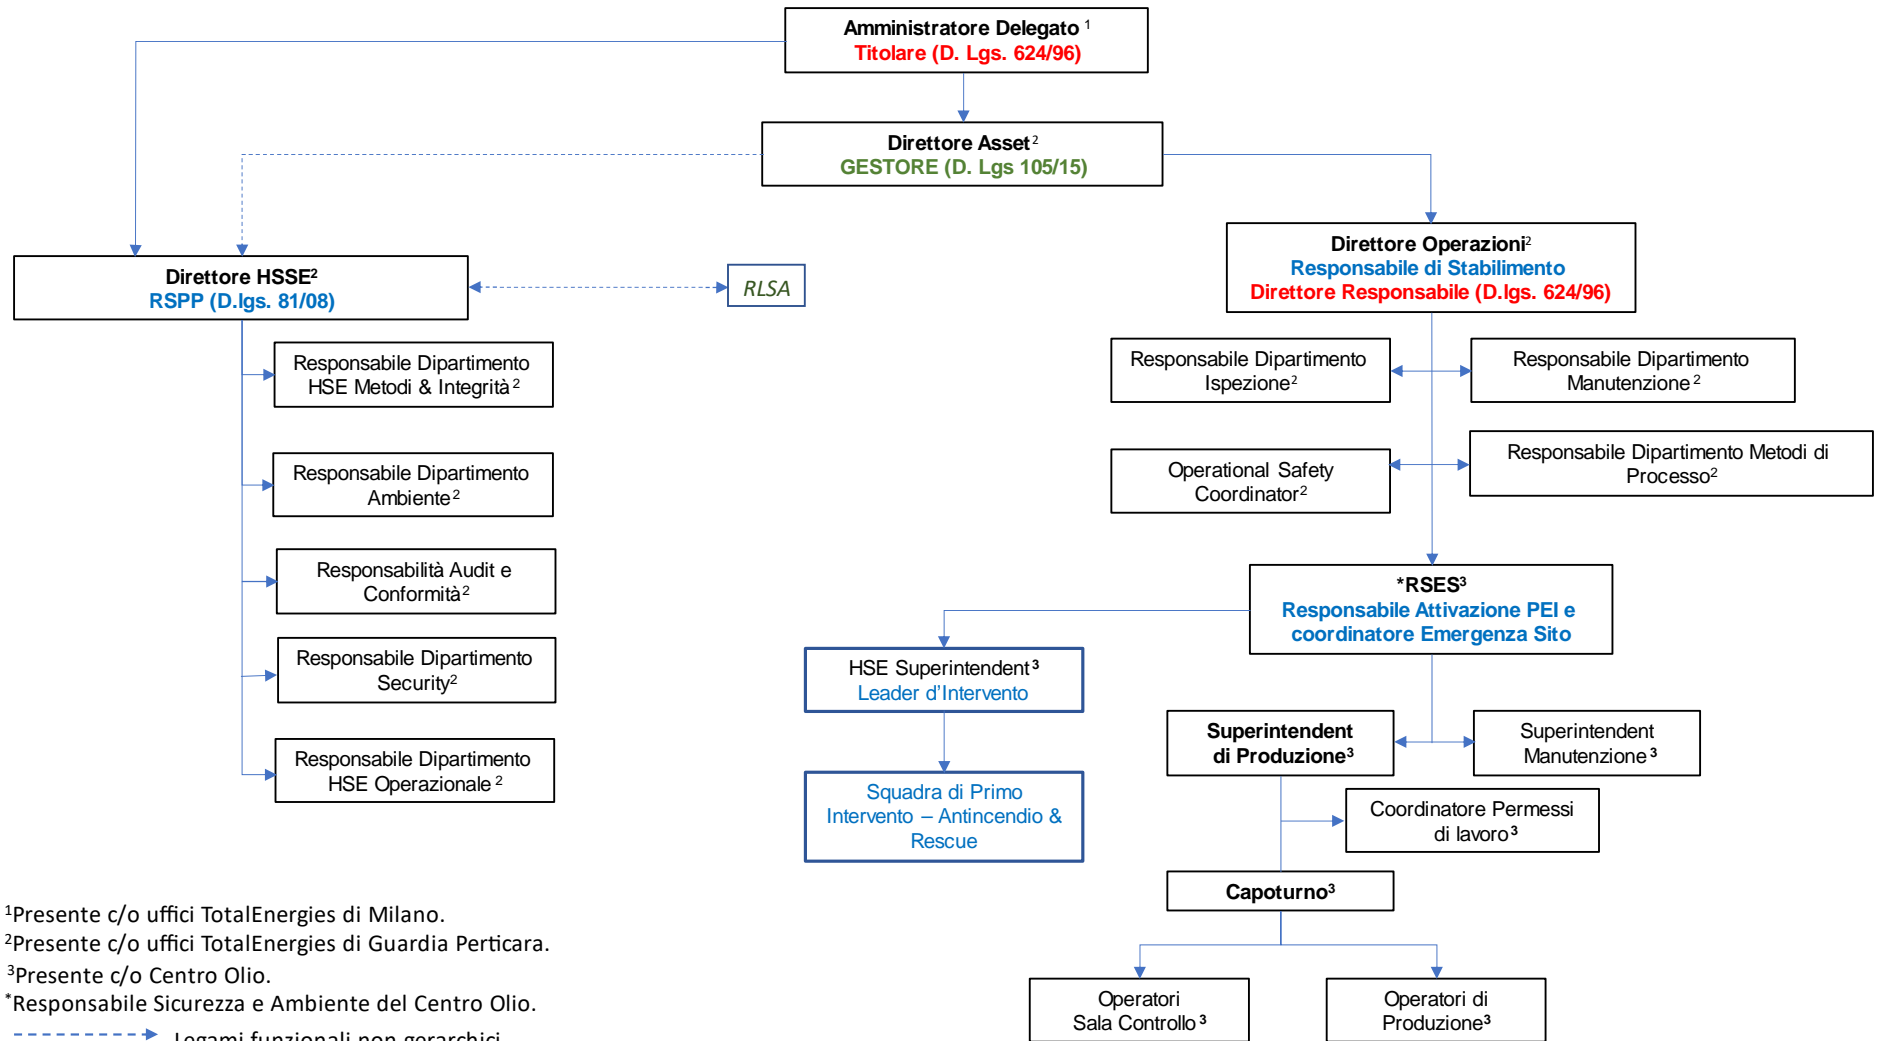 Amministratore Delegato ¹
Titolare (D. Lgs. 624/96)
Direttore Asset²
GESTORE (D. Lgs 105/15)
Direttore HSSE²
RSPP (D.lgs. 81/08)
RLSA
Direttore Operazioni²
Responsabile di Stabilimento
Direttore Responsabile (D.lgs. 624/96)
Responsabile Dipartimento
HSE Metodi & Integrità ²
Responsabile Dipartimento
Ambiente ²
Responsabilità Audit e
Conformità ²
Responsabile Dipartimento
Security²
Responsabile Dipartimento
HSE Operazionale ²
Responsabile Dipartimento
Ispezione²
Responsabile Dipartimento
Manutenzione ²
Operational Safety
Coordinator²
Responsabile Dipartimento Metodi di
Processo²
*RSES³
Responsabile Attivazione PEI e
coordinatore Emergenza Sito
HSE Superintendent ³
Leader d’Intervento
Squadra di Primo
Intervento – Antincendio &
Rescue
Superintendent
di Produzione³
Superintendent
Manutenzione ³
Coordinatore Permessi
di lavoro ³
Capoturno³
Operatori
Sala Controllo ³
Operatori di
Produzione³
¹Presente c/o uffici TotalEnergies di Milano.
²Presente c/o uffici TotalEnergies di Guardia Perticara.
³Presente c/o Centro Olio.
*Responsabile Sicurezza e Ambiente del Centro Olio.
Legami funzionali non gerarchici